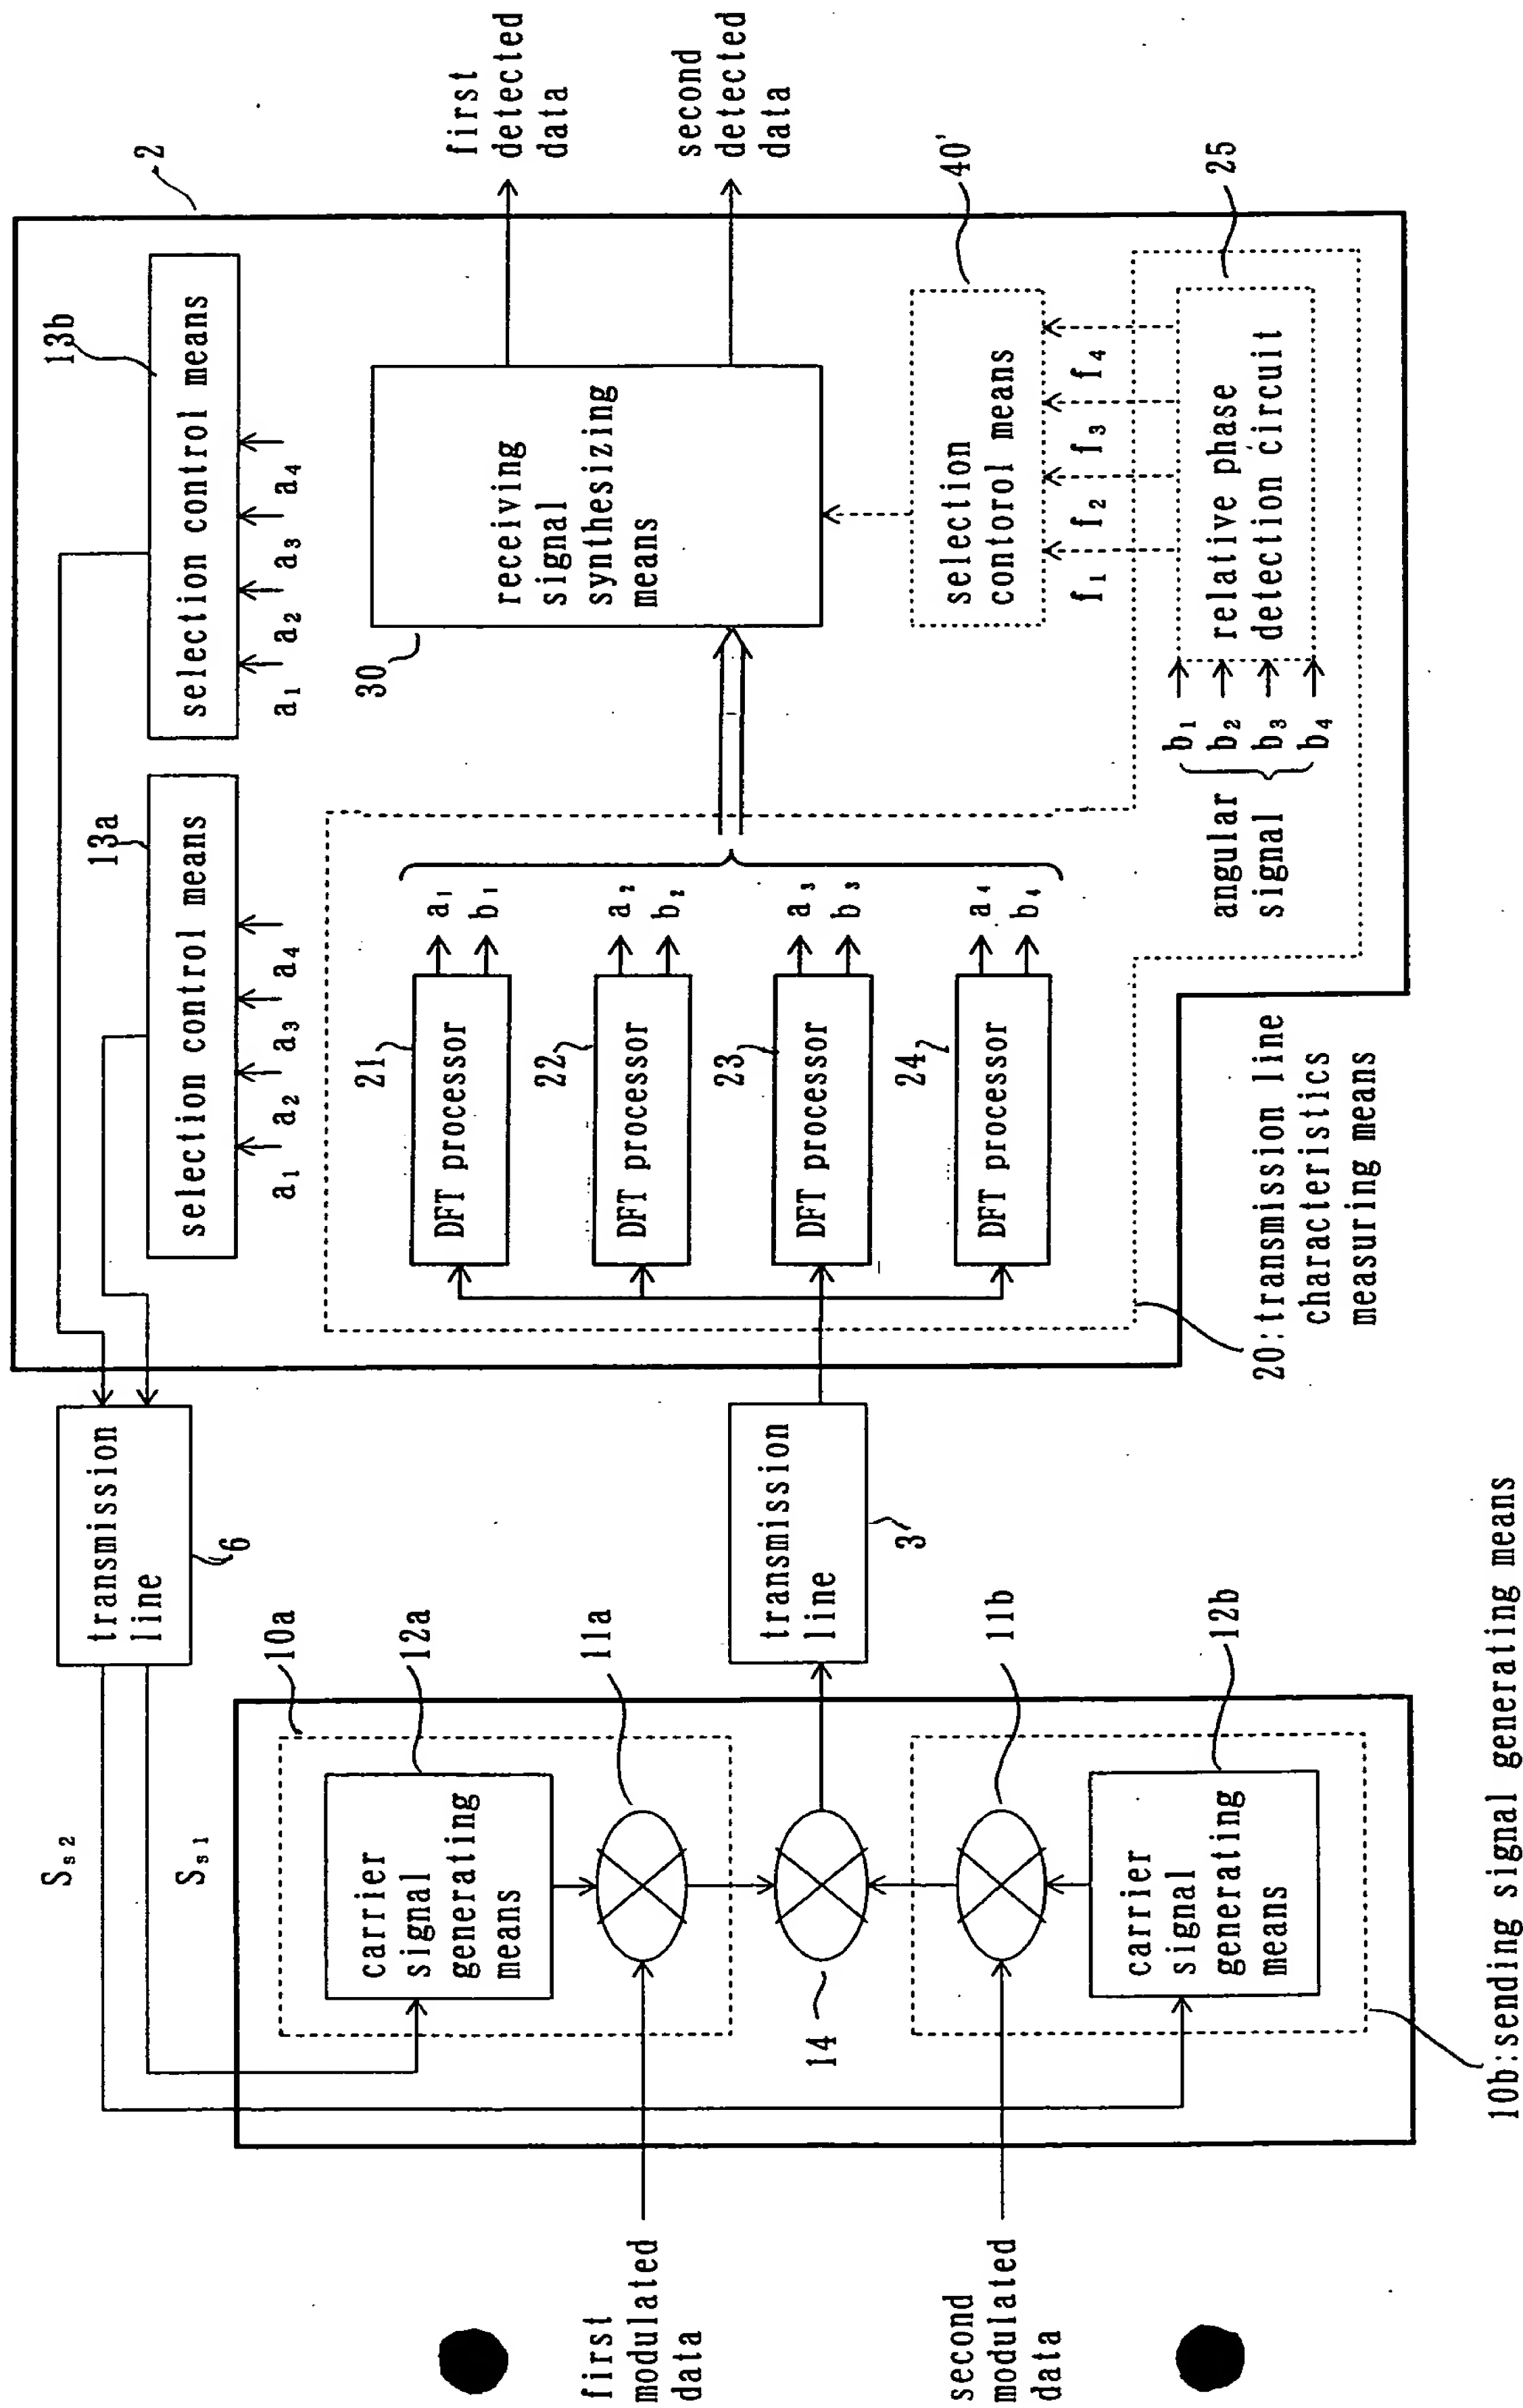 first
modulated
data
second
modulated
data
S s2
S s1
10a
carrier
signal
generating
means
12a
11a
14
11b
carrier
signal
generating
means
12b
10b:sending signal generating means
transmission
line
6
transmission
line
3
2
selection control means
13a
a1 a2 a3 a4
selection control means
13b
a1 a2 a3 a4
DFT processor
21
a1
b1
DFT processor
22
a2
b2
DFT processor
23
a3
b3
DFT processor
24
a4
b4
20:transmission line
characteristics
measuring means
receiving
signal
synthesizing
means
30
first
detected
data
second
detected
data
selection
contorol means
40'
f1 f2 f3 f4
relative phase
detection circuit
25
b1
b2
b3
b4
angular
signal